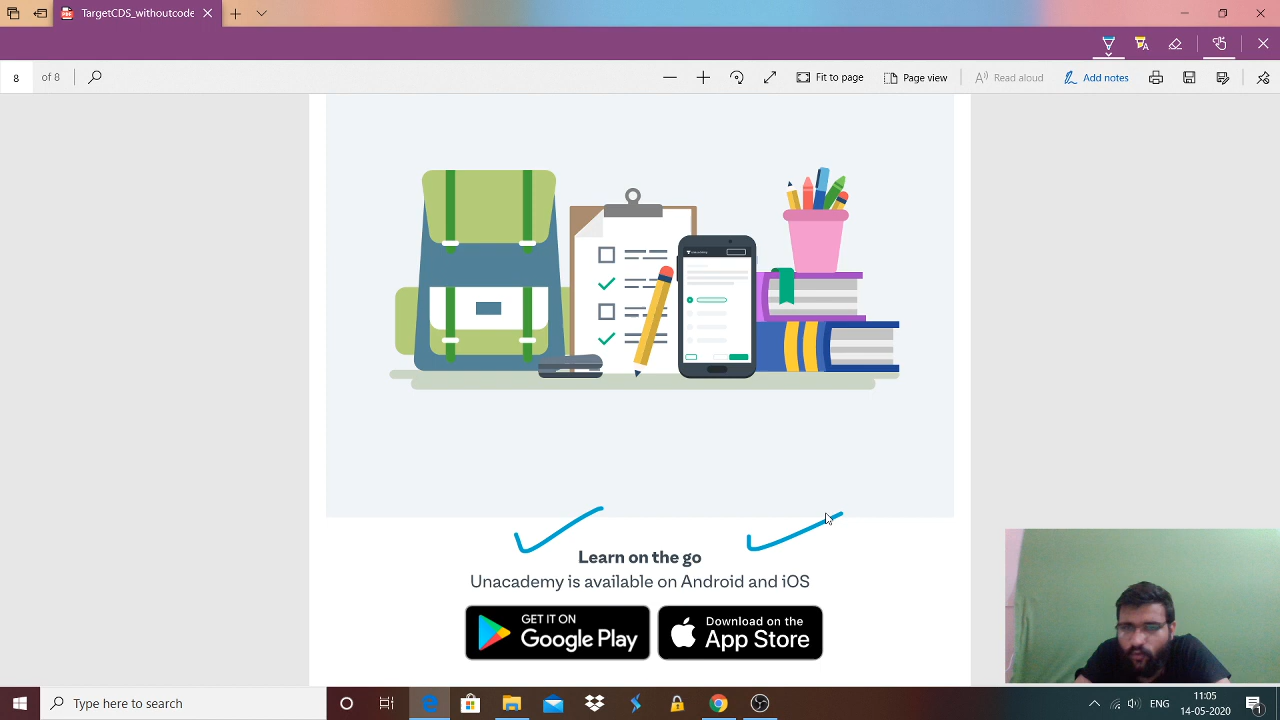 TargetCDS_withoutcode
8 of 8
Fit to page
Page view
Read aloud
Add notes
Learn on the go
Unacademy is available on Android and iOS
GET IT ON
Google Play
Download on the
App Store
Type here to search
ENG
11:05
14-05-2020